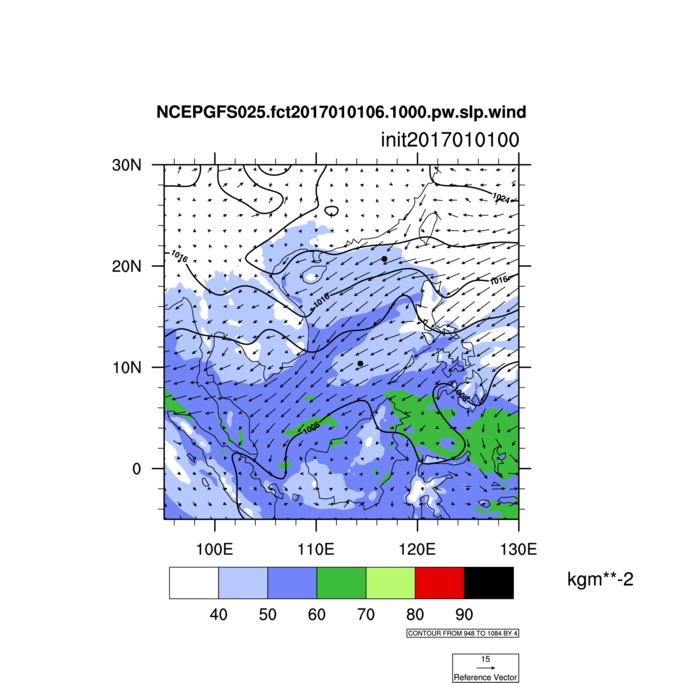 NCEPGFS025.fct2017010106.1000.pw.slp.wind
init2017010100
30N
1024
20N
1016
1016
1016
10N
1008
1008
0
100E 110E 120E 130E
kgm**-2
40 50 60 70 80 90
CONTOUR FROM 948 TO 1084 BY 4
15
Reference Vector